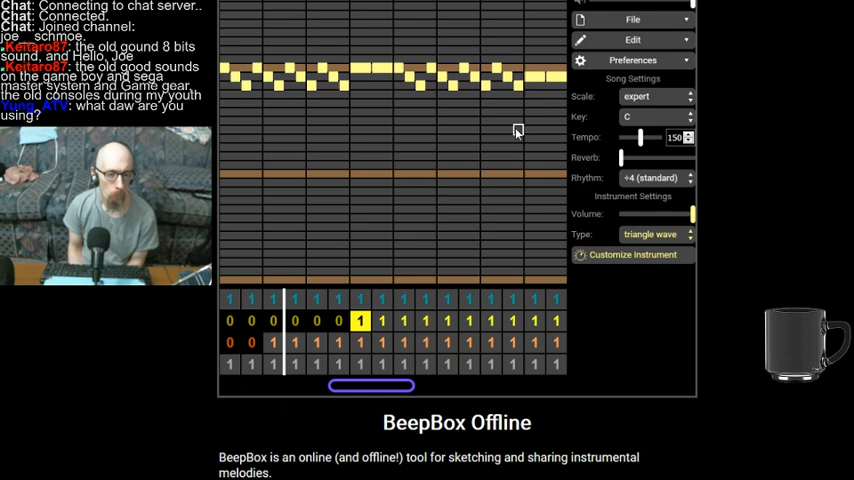 Chat: Connecting to chat server..
Chat: Connected.
Chat: Joined channel:
joe__schmoe.
Keitaro87: the old gound 8 bits
sound, and Hello, Joe
Keitaro87: the old good sounds
on the game boy and sega
master system and Game gear,
the old consoles during my youth
Yung_ATV: what daw are you
using?
File
Edit
Preferences
Song Settings
Scale: expert
Key: C
Tempo: 150
Reverb:
Rhythm: ÷4 (standard)
Instrument Settings
Volume:
Type: triangle wave
Customize Instrument
1 1 1 1 1 1 1 1 1 1 1 1 1 1 1 1
0 0 0 0 0 0 1 1 1 1 1 1 1 1 1 1
0 0 1 1 1 1 1 1 1 1 1 1 1 1 1 1
1 1 1 1 1 1 1 1 1 1 1 1 1 1 1 1
BeepBox Offline
BeepBox is an online (and offline!) tool for sketching and sharing instrumental
melodies.